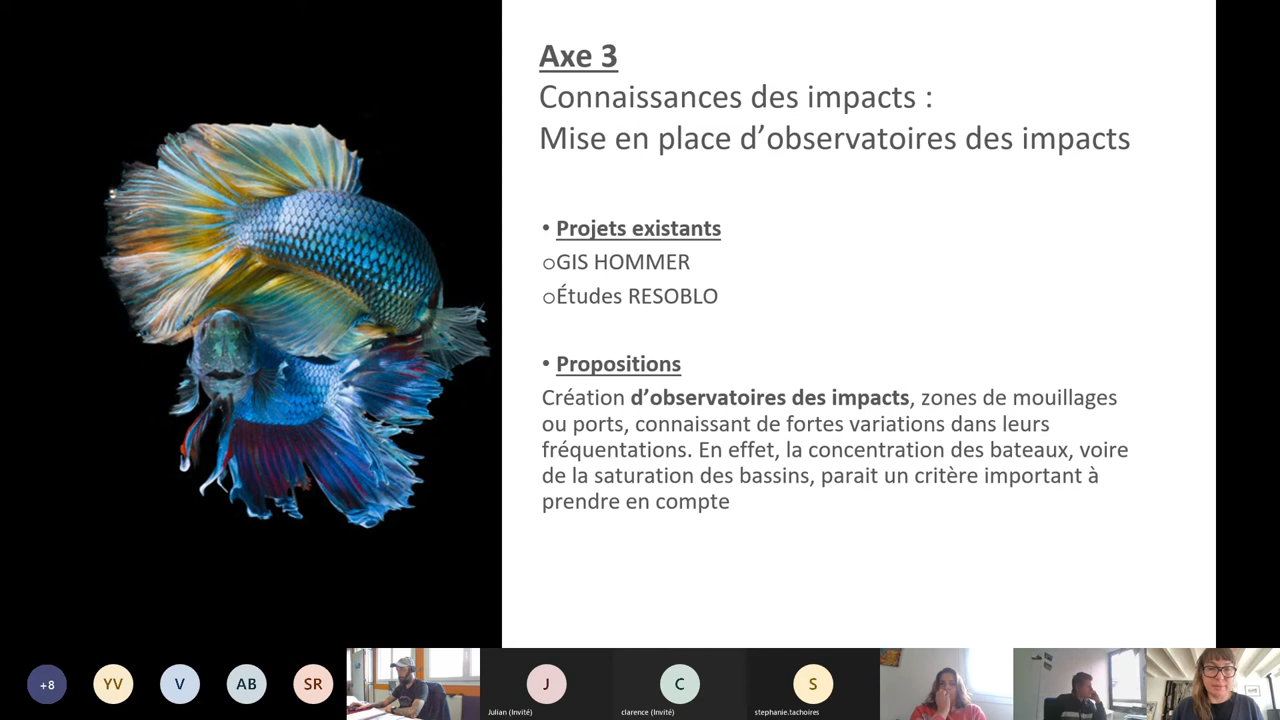 Axe 3
Connaissances des impacts :
Mise en place d’observatoires des impacts
• Projets existants
oGIS HOMMER
oÉtudes RESOBLO
• Propositions
Création d’observatoires des impacts, zones de mouillages
ou ports, connaissant de fortes variations dans leurs
fréquentations. En effet, la concentration des bateaux, voire
de la saturation des bassins, parait un critère important à
prendre en compte
+8
YV
V
AB
SR
J
C
S
Julian (Invité)
clarence (Invité)
stephanie.tachoires